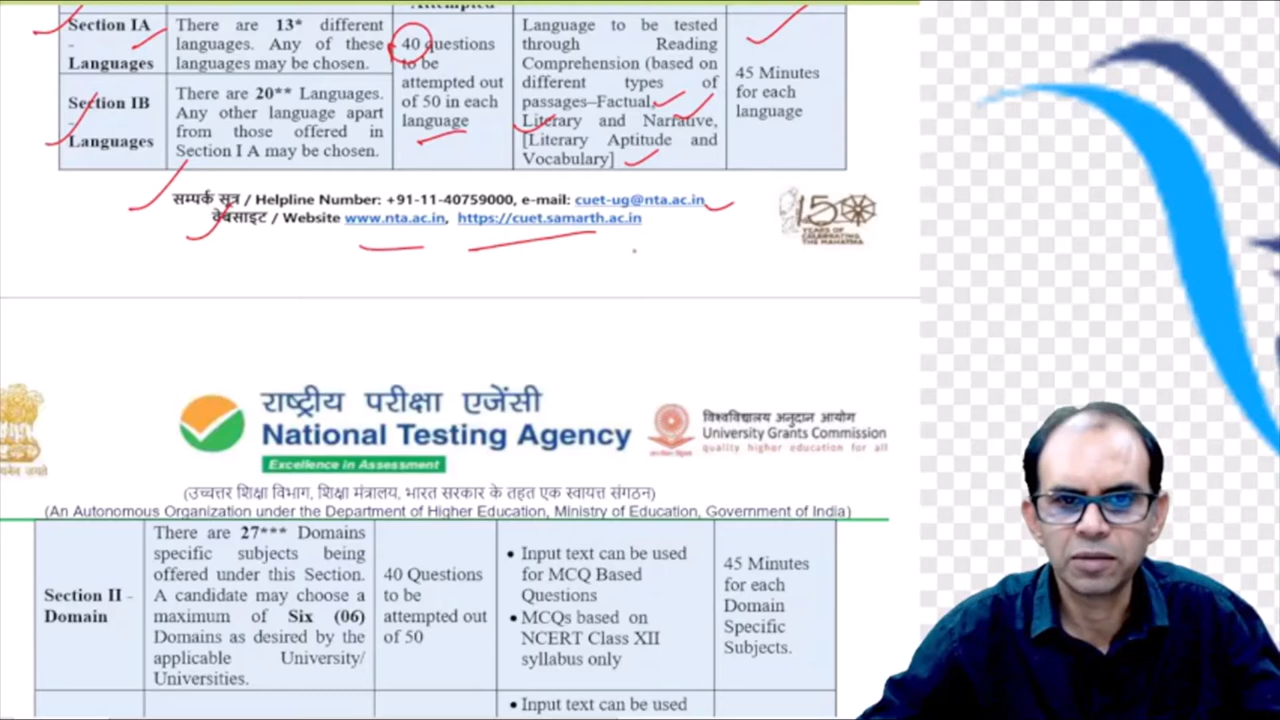 Attempted
Section IA
-
Languages
There are 13* different
languages. Any of these
languages may be chosen.
40 questions
to be
attempted out
of 50 in each
language
Language to be tested
through Reading
Comprehension (based on
different types of
passages–Factual,
Literary and Narrative,
[Literary Aptitude and
Vocabulary]
45 Minutes
for each
language
Section IB
-
Languages
There are 20** Languages.
Any other language apart
from those offered in
Section I A may be chosen.
सम्पर्क सूत्र / Helpline Number: +91-11-40759000, e-mail: cuet-ug@nta.ac.in
वेबसाइट / Website www.nta.ac.in, https://cuet.samarth.ac.in
150
YEARS OF
CELEBRATING
THE MAHATMA
राष्ट्रीय परीक्षा एजेंसी
National Testing Agency
Excellence in Assessment
विश्वविद्यालय अनुदान आयोग
University Grants Commission
quality higher education for all
(उच्चत्तर शिक्षा विभाग, शिक्षा मंत्रालय, भारत सरकार के तहत एक स्वायत्त संगठन)
(An Autonomous Organization under the Department of Higher Education, Ministry of Education, Government of India)
Section II -
Domain
There are 27*** Domains
specific subjects being
offered under this Section.
A candidate may choose a
maximum of Six (06)
Domains as desired by the
applicable University/
Universities.
40 Questions
to be
attempted out
of 50
• Input text can be used
for MCQ Based
Questions
• MCQs based on
NCERT Class XII
syllabus only
45 Minutes
for each
Domain
Specific
Subjects.
• Input text can be used